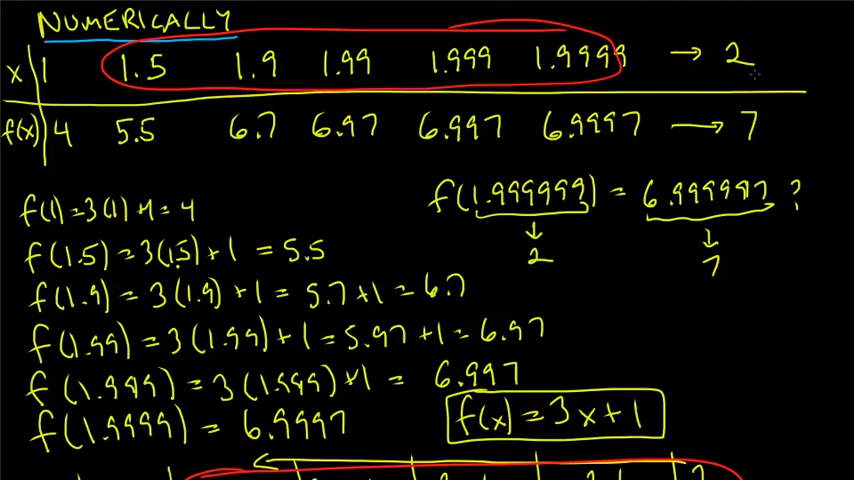 NUMERICALLY
x | 1 1.5 1.9 1.99 1.999 1.9999 → 2
f(x) | 4 5.5 6.7 6.97 6.997 6.9997 → 7
f(1.999999) = 6.999997 ?
↓ 2 ↓ 7
f(1) = 3(1) + 1 = 4
f(1.5) = 3(1.5) + 1 = 5.5
f(1.9) = 3(1.9) + 1 = 5.7 + 1 = 6.7
f(1.99) = 3(1.99) + 1 = 5.97 + 1 = 6.97
f(1.999) = 3(1.999) + 1 = 6.997
f(1.9999) = 6.9997
f(x) = 3x + 1